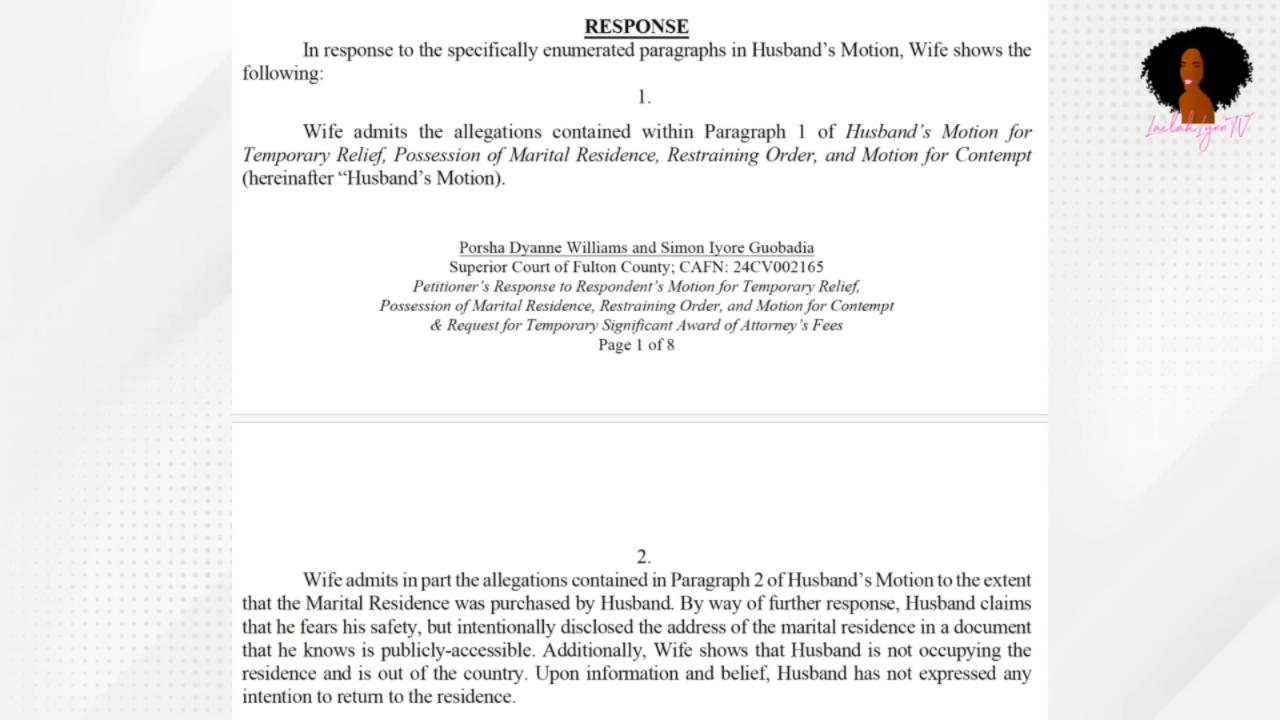 RESPONSE
In response to the specifically enumerated paragraphs in Husband’s Motion, Wife shows the
following:
1.
Wife admits the allegations contained within Paragraph 1 of Husband’s Motion for
Temporary Relief, Possession of Marital Residence, Restraining Order, and Motion for Contempt
(hereinafter “Husband’s Motion).
Porsha Dyanne Williams and Simon Iyore Guobadia
Superior Court of Fulton County; CAFN: 24CV002165
Petitioner’s Response to Respondent’s Motion for Temporary Relief,
Possession of Marital Residence, Restraining Order, and Motion for Contempt
& Request for Temporary Significant Award of Attorney’s Fees
Page 1 of 8
2.
Wife admits in part the allegations contained in Paragraph 2 of Husband’s Motion to the extent
that the Marital Residence was purchased by Husband. By way of further response, Husband claims
that he fears his safety, but intentionally disclosed the address of the marital residence in a document
that he knows is publicly-accessible. Additionally, Wife shows that Husband is not occupying the
residence and is out of the country. Upon information and belief, Husband has not expressed any
intention to return to the residence.
LailahLynnTV